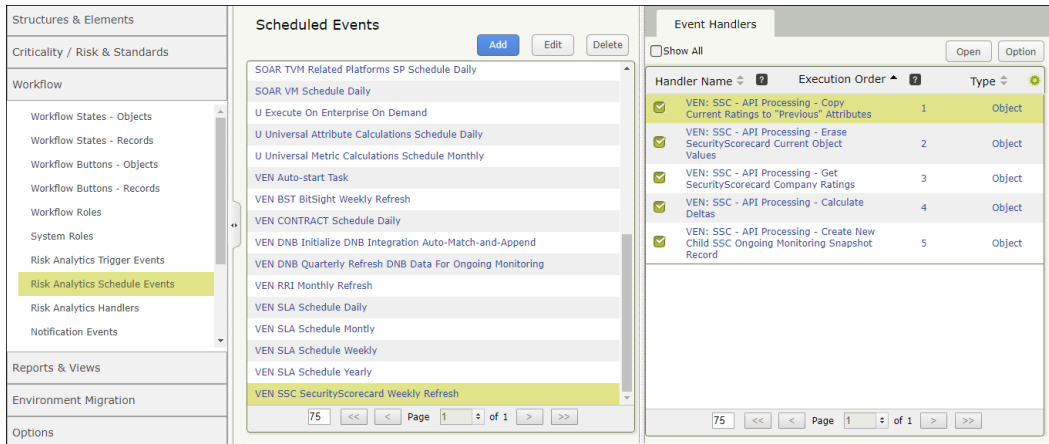 Structures & Elements
Criticality / Risk & Standards
Workflow
Workflow States - Objects
Workflow States - Records
Workflow Buttons - Objects
Workflow Buttons - Records
Workflow Roles
System Roles
Risk Analytics Trigger Events
Risk Analytics Schedule Events
Risk Analytics Handlers
Notification Events
Reports & Views
Environment Migration
Options
Scheduled Events
Add Edit Delete
SOAR TVM Related Platforms SP Schedule Daily
SOAR VM Schedule Daily
U Execute On Enterprise On Demand
U Universal Attribute Calculations Schedule Daily
U Universal Metric Calculations Schedule Monthly
VEN Auto-start Task
VEN BST BitSight Weekly Refresh
VEN CONTRACT Schedule Daily
VEN DNB Initialize DNB Integration Auto-Match-and-Append
VEN DNB Quarterly Refresh DNB Data For Ongoing Monitoring
VEN RRI Monthly Refresh
VEN SLA Schedule Daily
VEN SLA Schedule Montly
VEN SLA Schedule Weekly
VEN SLA Schedule Yearly
VEN SSC SecurityScorecard Weekly Refresh
75 << < Page 1 of 1 > >>
Event Handlers
Show All Open Option
Handler Name ? Execution Order ? Type
VEN: SSC - API Processing - Copy
Current Ratings to "Previous" Attributes 1 Object
VEN: SSC - API Processing - Erase
SecurityScorecard Current Object 2 Object
Values
VEN: SSC - API Processing - Get
SecurityScorecard Company Ratings 3 Object
VEN: SSC - API Processing - Calculate
Deltas 4 Object
VEN: SSC - API Processing - Create New
Child SSC Ongoing Monitoring Snapshot 5 Object
Record
75 << < Page 1 of 1 > >>